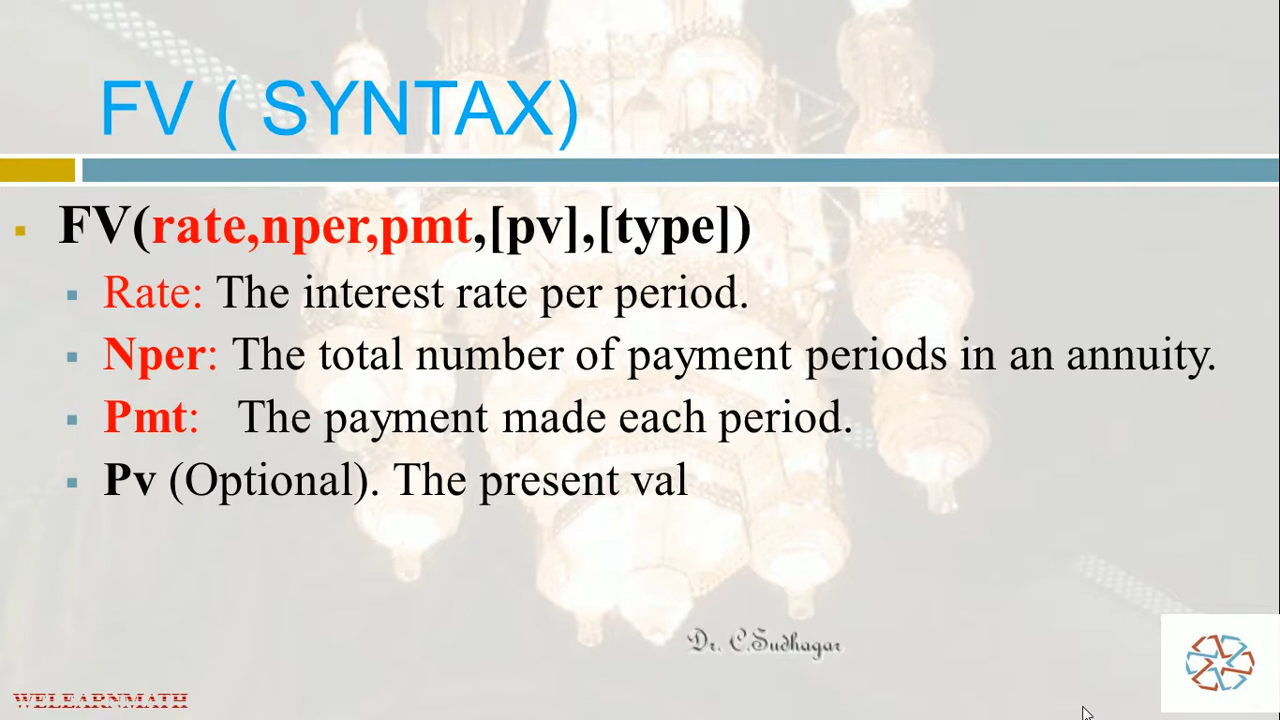 FV ( SYNTAX)
FV(rate,nper,pmt,[pv],[type])
Rate: The interest rate per period.
Nper: The total number of payment periods in an annuity.
Pmt: The payment made each period.
Pv (Optional). The present val
Dr. C.Sudhagar
WELEARNMATH